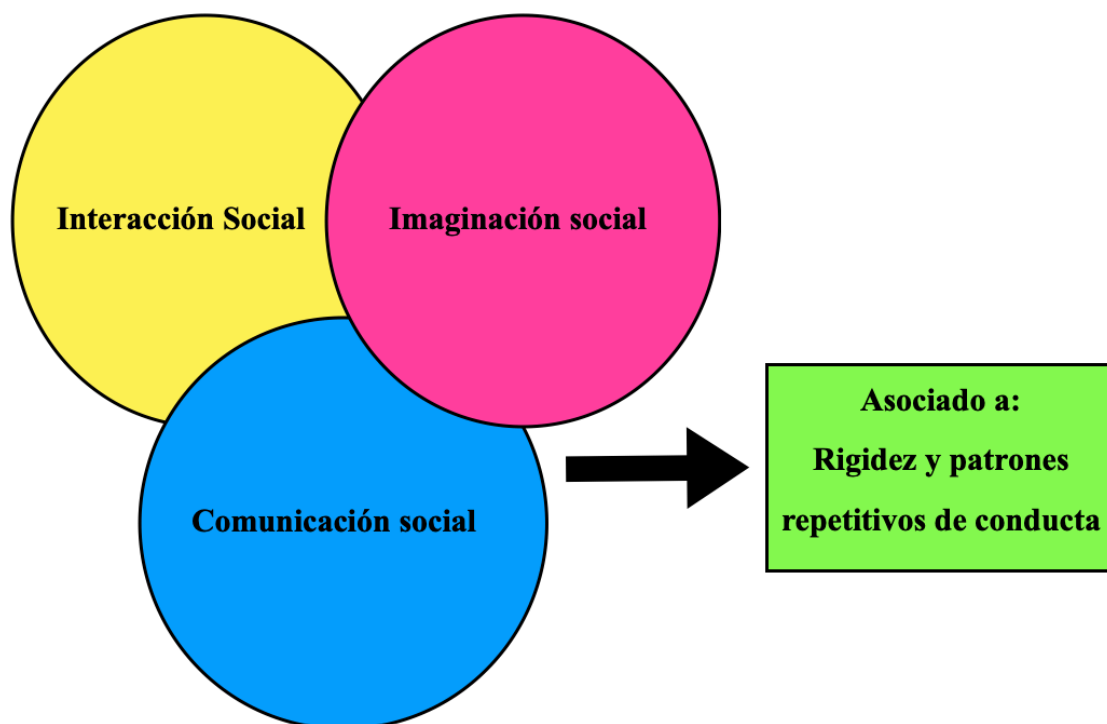 Interacción Social
Imaginación social
Comunicación social
Asociado a:
Rigidez y patrones
repetitivos de conducta